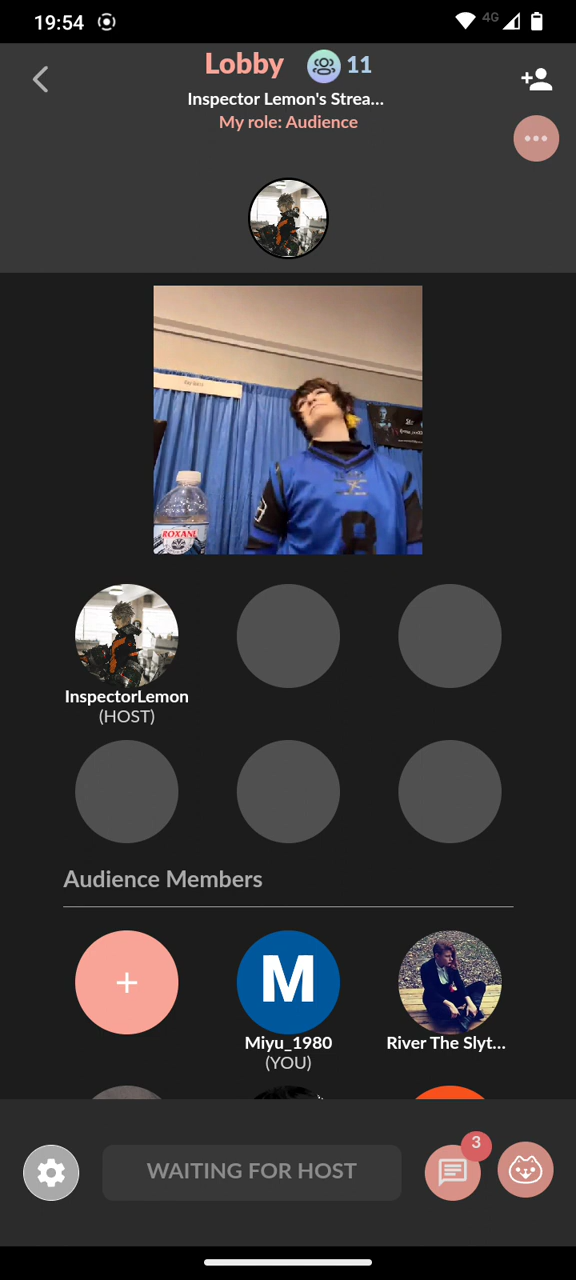 19:54
4G
Lobby
11
Inspector Lemon's Strea...
My role: Audience
ROXANE
8
InspectorLemon
(HOST)
Audience Members
+
M
Miyu_1980
(YOU)
River The Slyt...
WAITING FOR HOST
3